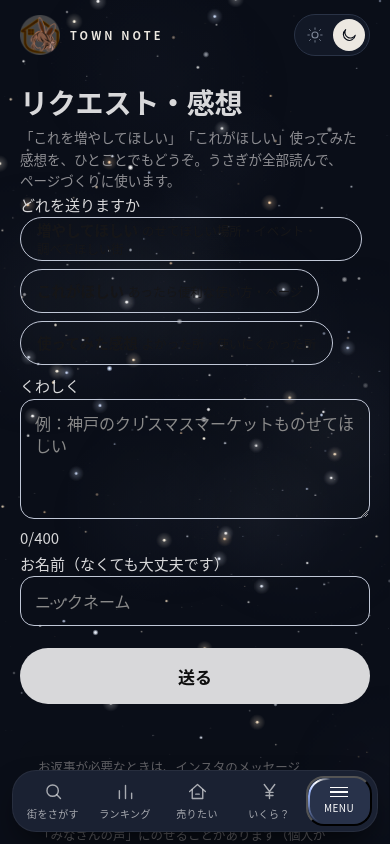 TOWN NOTE
リクエスト・感想
「これを増やしてほしい」「これがほしい」使ってみた
感想を、ひとことでもどうぞ。うさぎが全部読んで、
ページづくりに使います。
どれを送りますか
くわしく
例：神戸のクリスマスマーケットものせてほ
しい
0/400
お名前（なくても大丈夫です）
ニックネーム
送る
お返事が必要なときは、インスタのメッセージ
街をさがす ランキング 売りたい いくら？ MENU
「みなさんの声」にのせることがあります（個人が